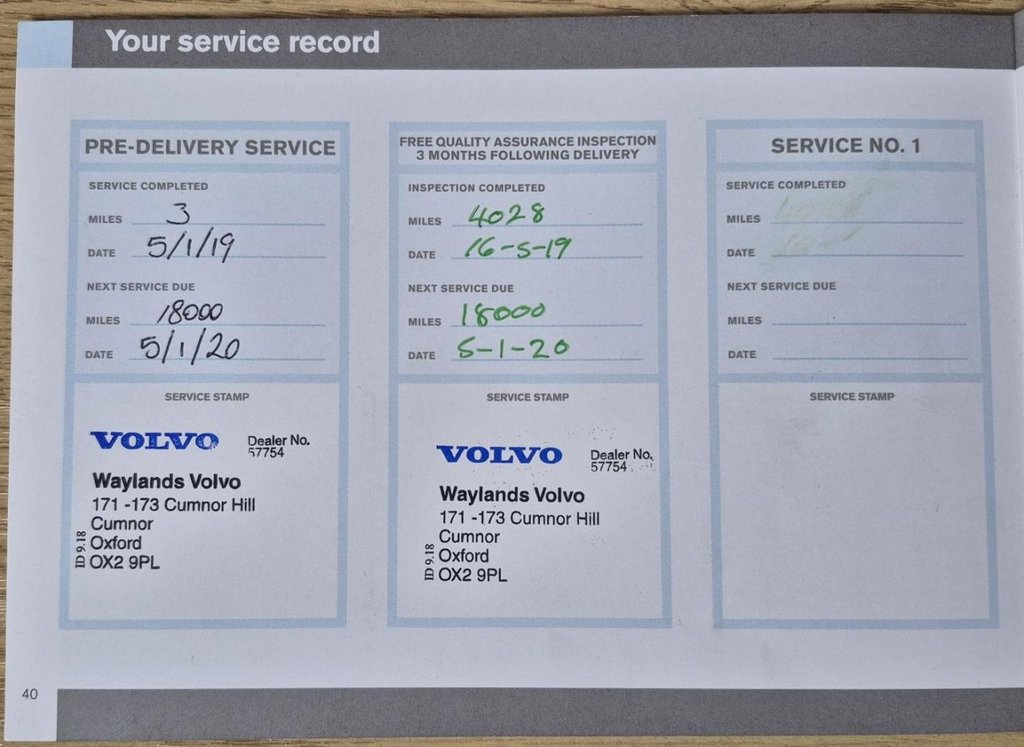 Your service record
PRE-DELIVERY SERVICE
SERVICE COMPLETED
MILES 3
DATE 5/1/19
NEXT SERVICE DUE
MILES 18000
DATE 5/1/20
SERVICE STAMP
VOLVO Dealer No. 57754
Waylands Volvo
171 -173 Cumnor Hill
Cumnor
Oxford
OX2 9PL
ID 9.18
FREE QUALITY ASSURANCE INSPECTION
3 MONTHS FOLLOWING DELIVERY
INSPECTION COMPLETED
MILES 4028
DATE 16-5-19
NEXT SERVICE DUE
MILES 18000
DATE 5-1-20
SERVICE STAMP
VOLVO Dealer No. 57754
Waylands Volvo
171 -173 Cumnor Hill
Cumnor
Oxford
OX2 9PL
ID 9.18
SERVICE NO. 1
SERVICE COMPLETED
MILES
DATE
NEXT SERVICE DUE
MILES
DATE
SERVICE STAMP
40